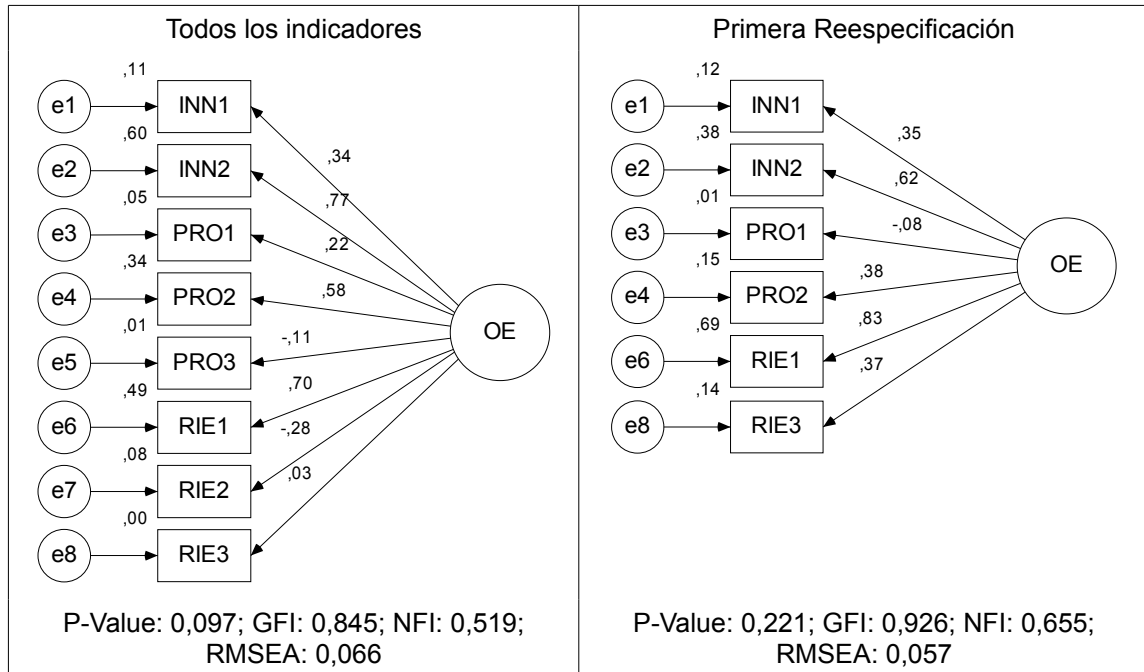 Todos los indicadores
,11
e1 INN1
,34
,60
e2 INN2
,77
,05
e3 PRO1
,22
,34
e4 PRO2
,58
,01
e5 PRO3
-,11
,49
e6 RIE1
,70
,08
e7 RIE2
-,28
,00
e8 RIE3
,03
OE
P-Value: 0,097; GFI: 0,845; NFI: 0,519;
RMSEA: 0,066
Primera Reespecificación
,12
e1 INN1
,35
,38
e2 INN2
,62
,01
e3 PRO1
-,08
,15
e4 PRO2
,38
,69
e6 RIE1
,83
,14
e8 RIE3
,37
OE
P-Value: 0,221; GFI: 0,926; NFI: 0,655;
RMSEA: 0,057